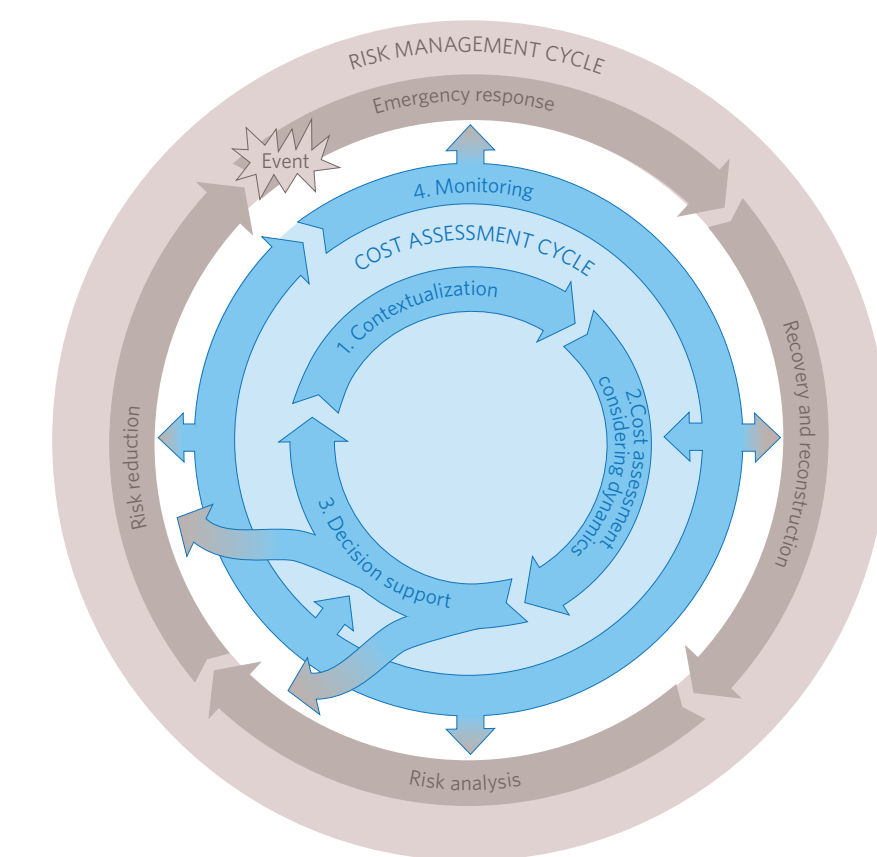 RISK MANAGEMENT CYCLE
Emergency response
Event
4. Monitoring
COST ASSESSMENT CYCLE
1. Contextualization
2.Cost assessment
considering dynamics
Recovery and reconstruction
Risk reduction
3. Decision support
Risk analysis